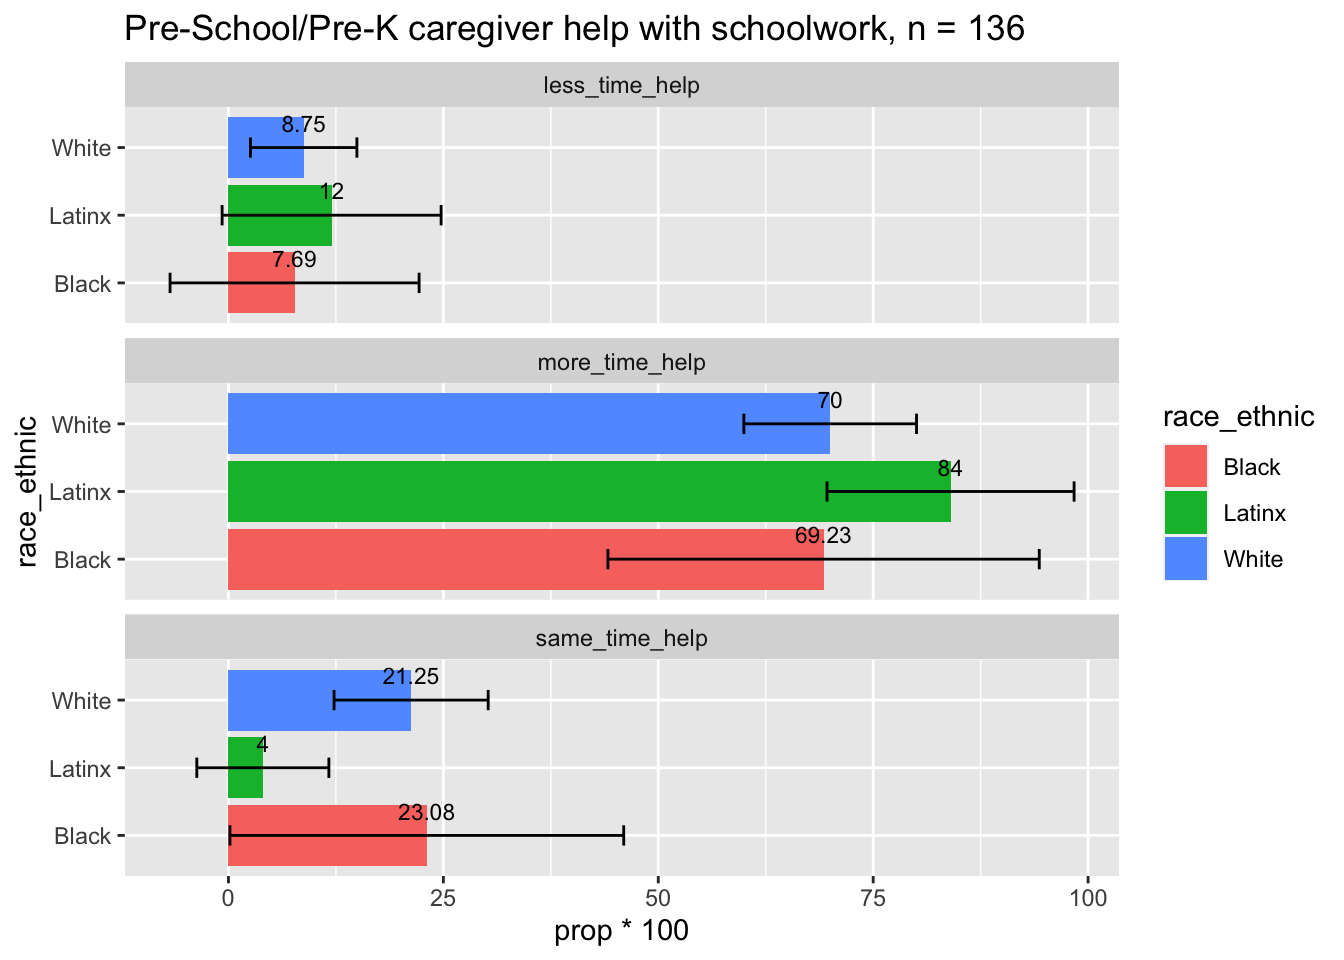 Pre-School/Pre-K caregiver help with schoolwork, n = 136
less_time_help
White
8.75
Latinx
12
Black
7.69
more_time_help
White
70
Latinx
84
Black
69.23
same_time_help
White
21.25
Latinx
4
Black
23.08
0 25 50 75 100
prop * 100
race_ethnic
race_ethnic
Black
Latinx
White